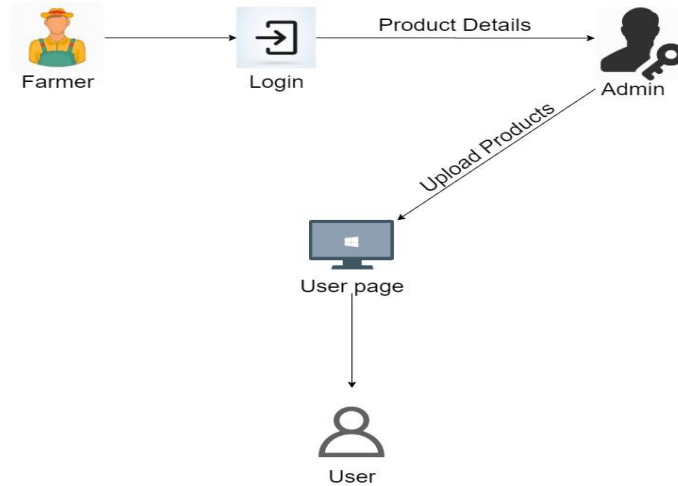 Product Details
Farmer
Login
Admin
Upload Products
User page
User